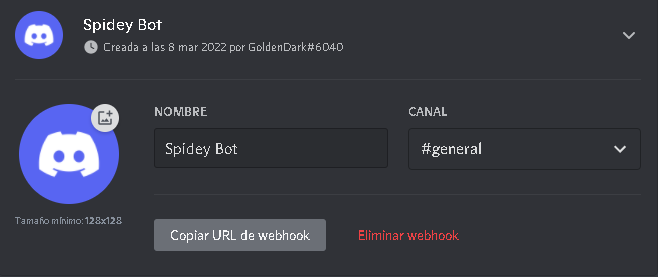 Spidey Bot
Creada a las 8 mar 2022 por GoldenDark#6040
NOMBRE
CANAL
Spidey Bot
#general
Tamaño mínimo: 128x128
Copiar URL de webhook
Eliminar webhook